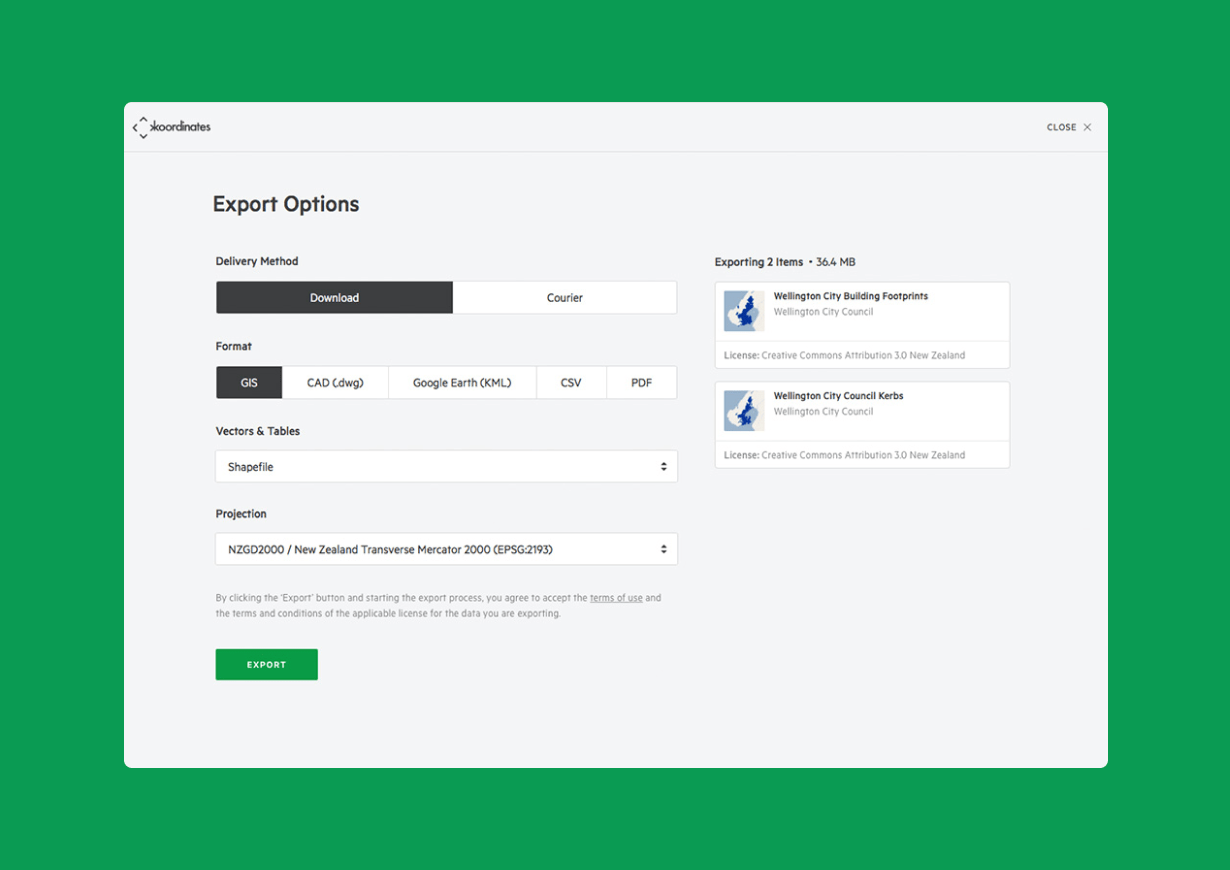 koordinates
CLOSE ×
Export Options
Delivery Method
Download
Courier
Format
GIS
CAD (.dwg)
Google Earth (KML)
CSV
PDF
Vectors & Tables
Shapefile
Projection
NZGD2000 / New Zealand Transverse Mercator 2000 (EPSG:2193)
By clicking the 'Export' button and starting the export process, you agree to accept the terms of use and
the terms and conditions of the applicable license for the data you are exporting.
EXPORT
Exporting 2 Items • 36.4 MB
Wellington City Building Footprints
Wellington City Council
License: Creative Commons Attribution 3.0 New Zealand
Wellington City Council Kerbs
Wellington City Council
License: Creative Commons Attribution 3.0 New Zealand